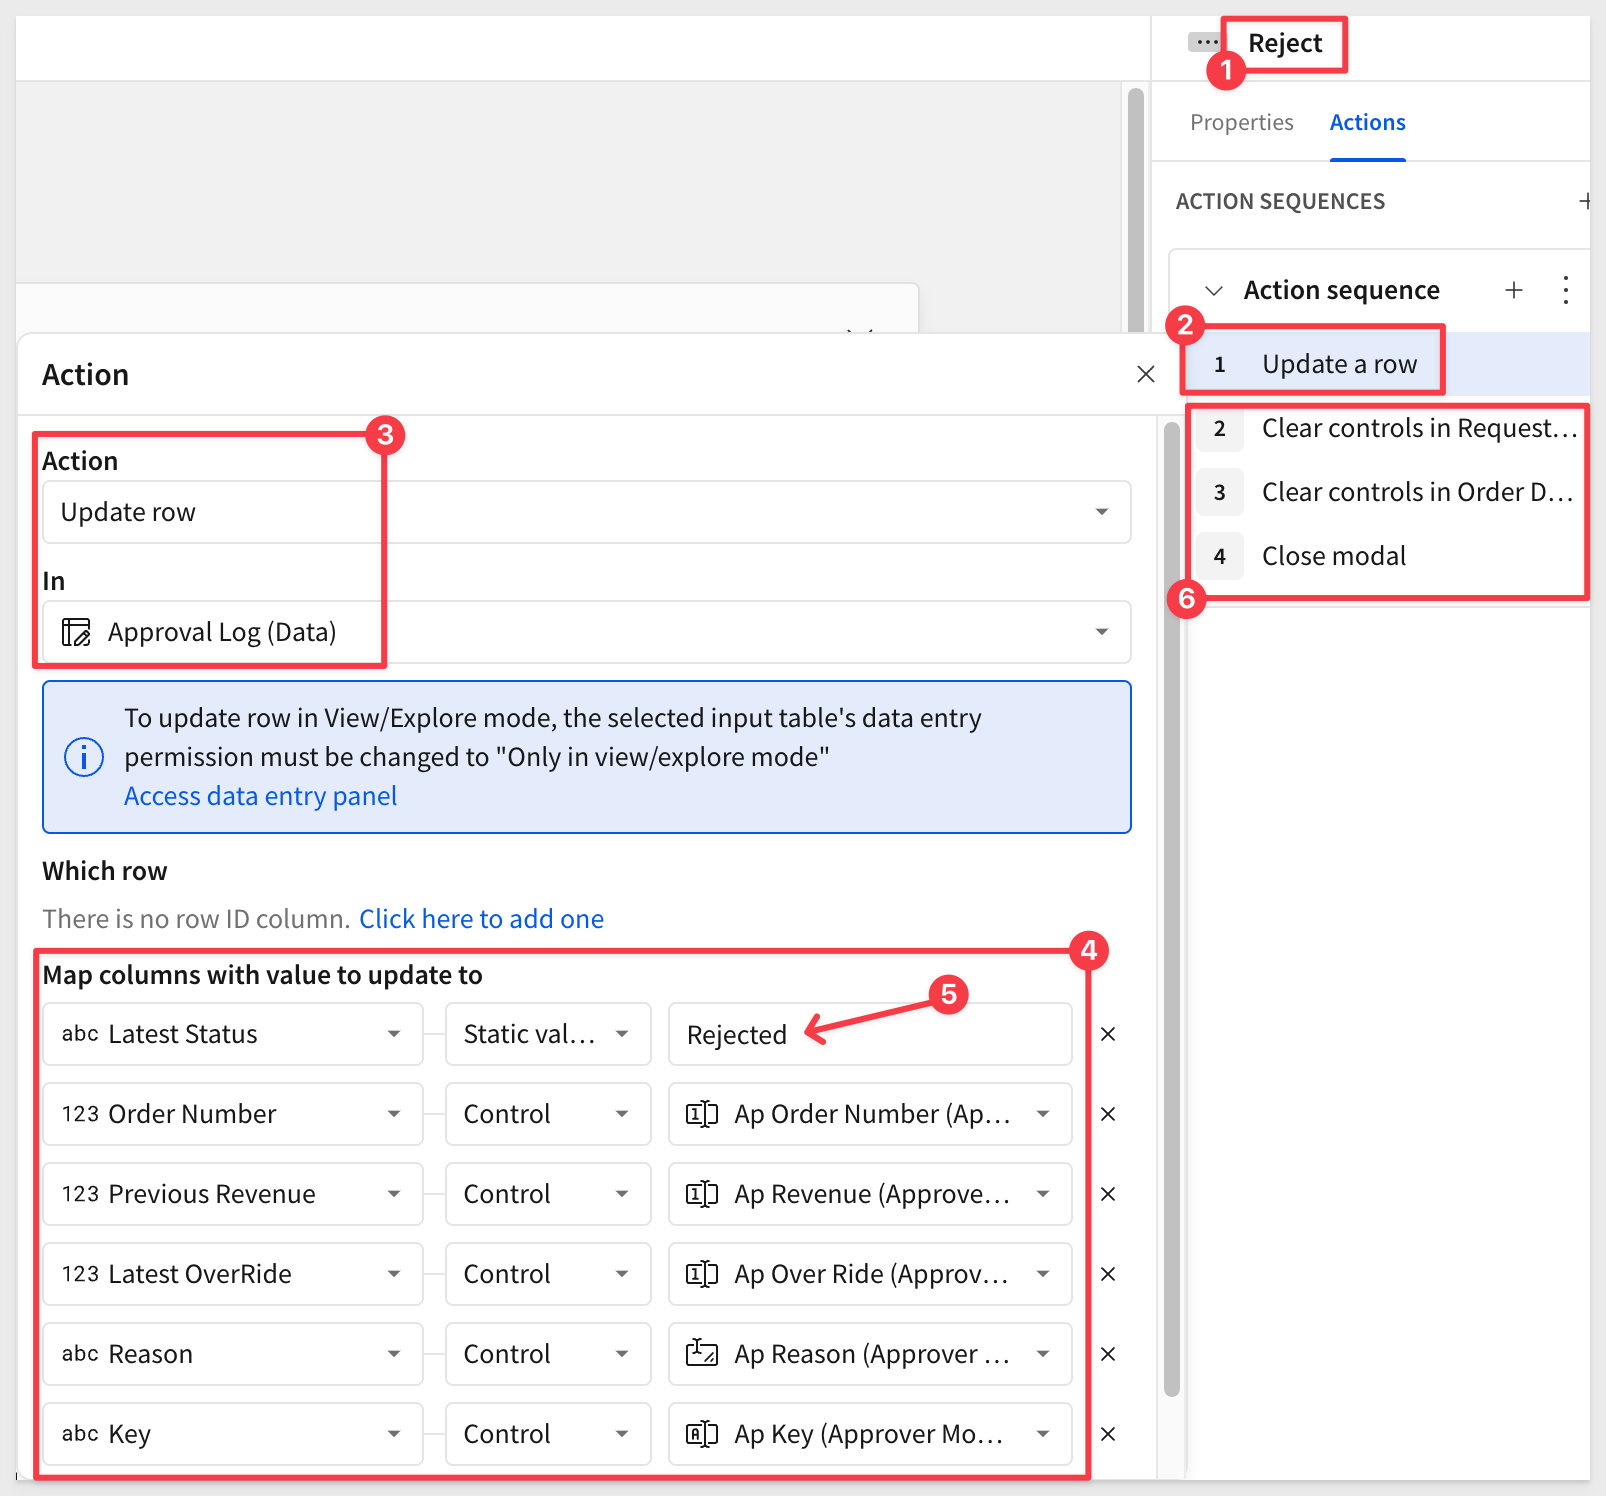 Reject
1
Properties Actions
ACTION SEQUENCES
Action sequence
2
1 Update a row
2 Clear controls in Request...
3 Clear controls in Order D...
4 Close modal
6
Action
3
Action
Update row
In
Approval Log (Data)
To update row in View/Explore mode, the selected input table's data entry
permission must be changed to "Only in view/explore mode"
Access data entry panel
Which row
There is no row ID column. Click here to add one
4
Map columns with value to update to
5
abc Latest Status Static val... Rejected
123 Order Number Control Ap Order Number (Ap...
123 Previous Revenue Control Ap Revenue (Approve...
123 Latest OverRide Control Ap Over Ride (Approv...
abc Reason Control Ap Reason (Approver ...
abc Key Control Ap Key (Approver Mo...